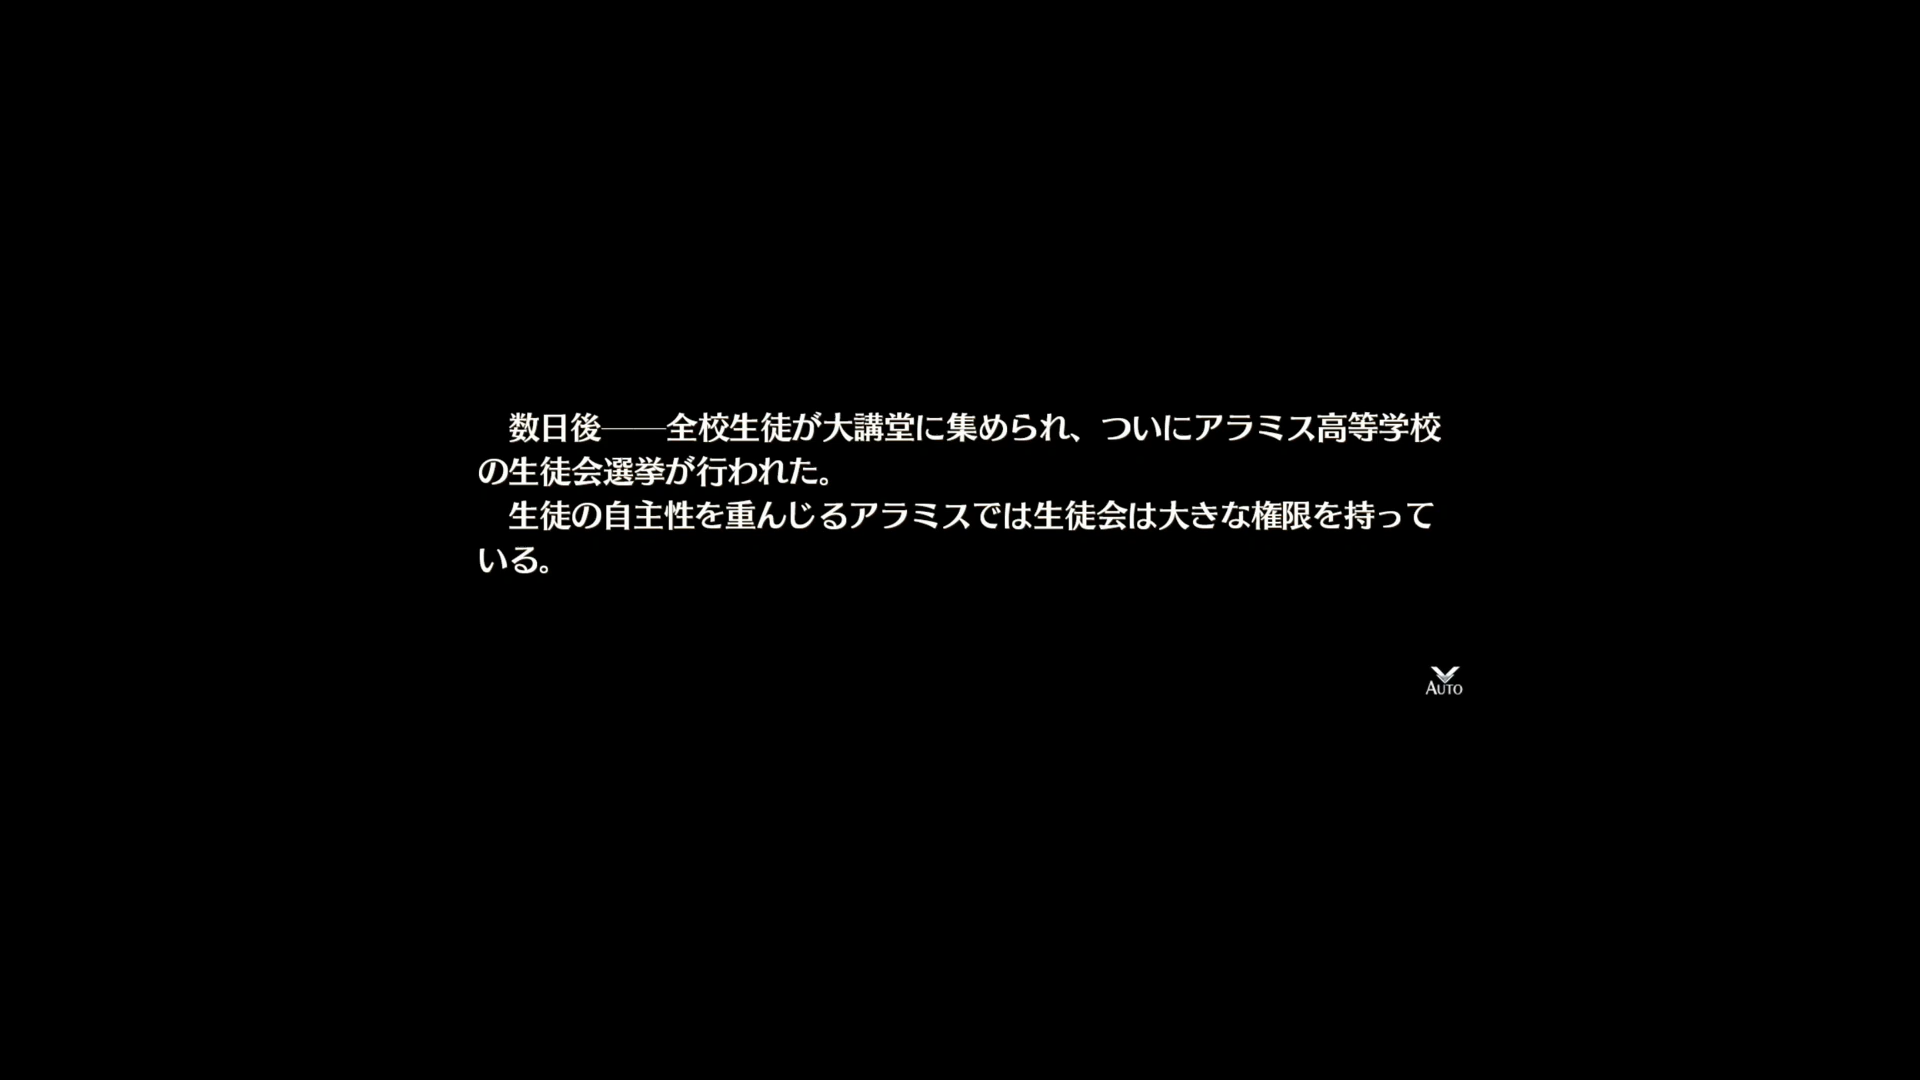 数日後──全校生徒が大講堂に集められ、ついにアラミス高等学校
の生徒会選挙が行われた。
生徒の自主性を重んじるアラミスでは生徒会は大きな権限を持って
いる。
AUTO